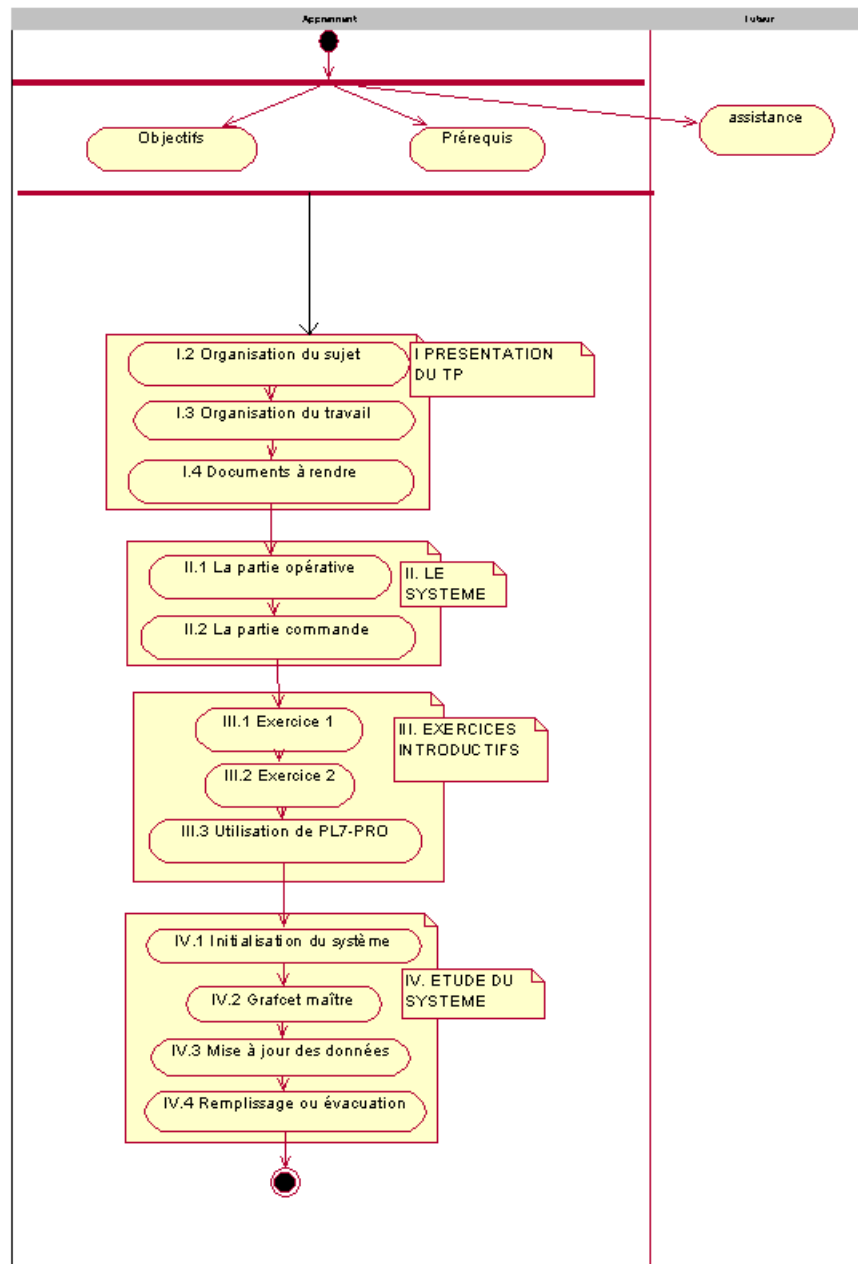 Apprennant
Tuteur
Objectifs
Prérequis
assistance
I.2 Organisation du sujet
I PRESENTATION
DU TP
I.3 Organisation du travail
I.4 Documents à rendre
II.1 La partie opérative
II. LE
SYSTEME
II.2 La partie commande
III.1 Exercice 1
III. EXERCICES
INTRODUCTIFS
III.2 Exercice 2
III.3 Utilisation de PL7-PRO
IV.1 Initialisation du système
IV. ETUDE DU
SYSTEME
IV.2 Grafcet maître
IV.3 Mise à jour des données
IV.4 Remplissage ou évacuation